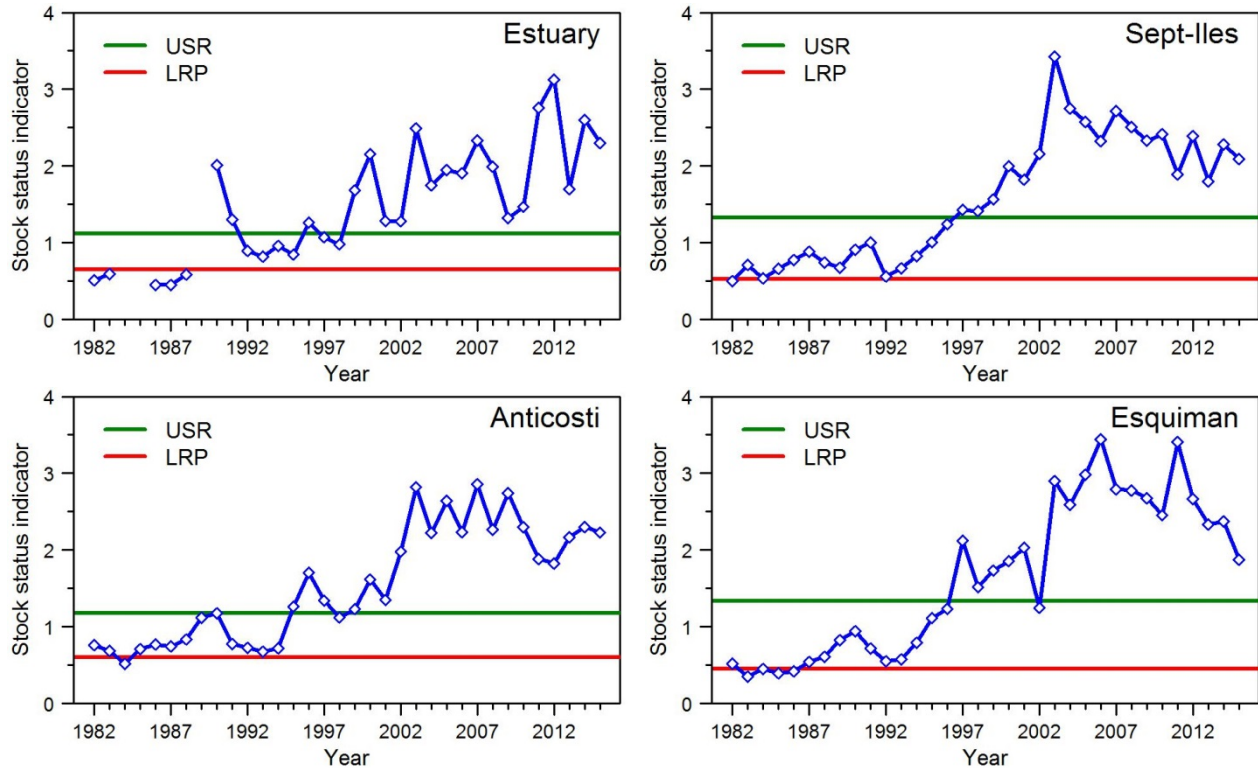 Estuary
USR
LRP
Stock status indicator
4
3
2
1
0
1982 1987 1992 1997 2002 2007 2012
Year
Sept-Iles
USR
LRP
Stock status indicator
4
3
2
1
0
1982 1987 1992 1997 2002 2007 2012
Year
Anticosti
USR
LRP
Stock status indicator
4
3
2
1
0
1982 1987 1992 1997 2002 2007 2012
Year
Esquiman
USR
LRP
Stock status indicator
4
3
2
1
0
1982 1987 1992 1997 2002 2007 2012
Year